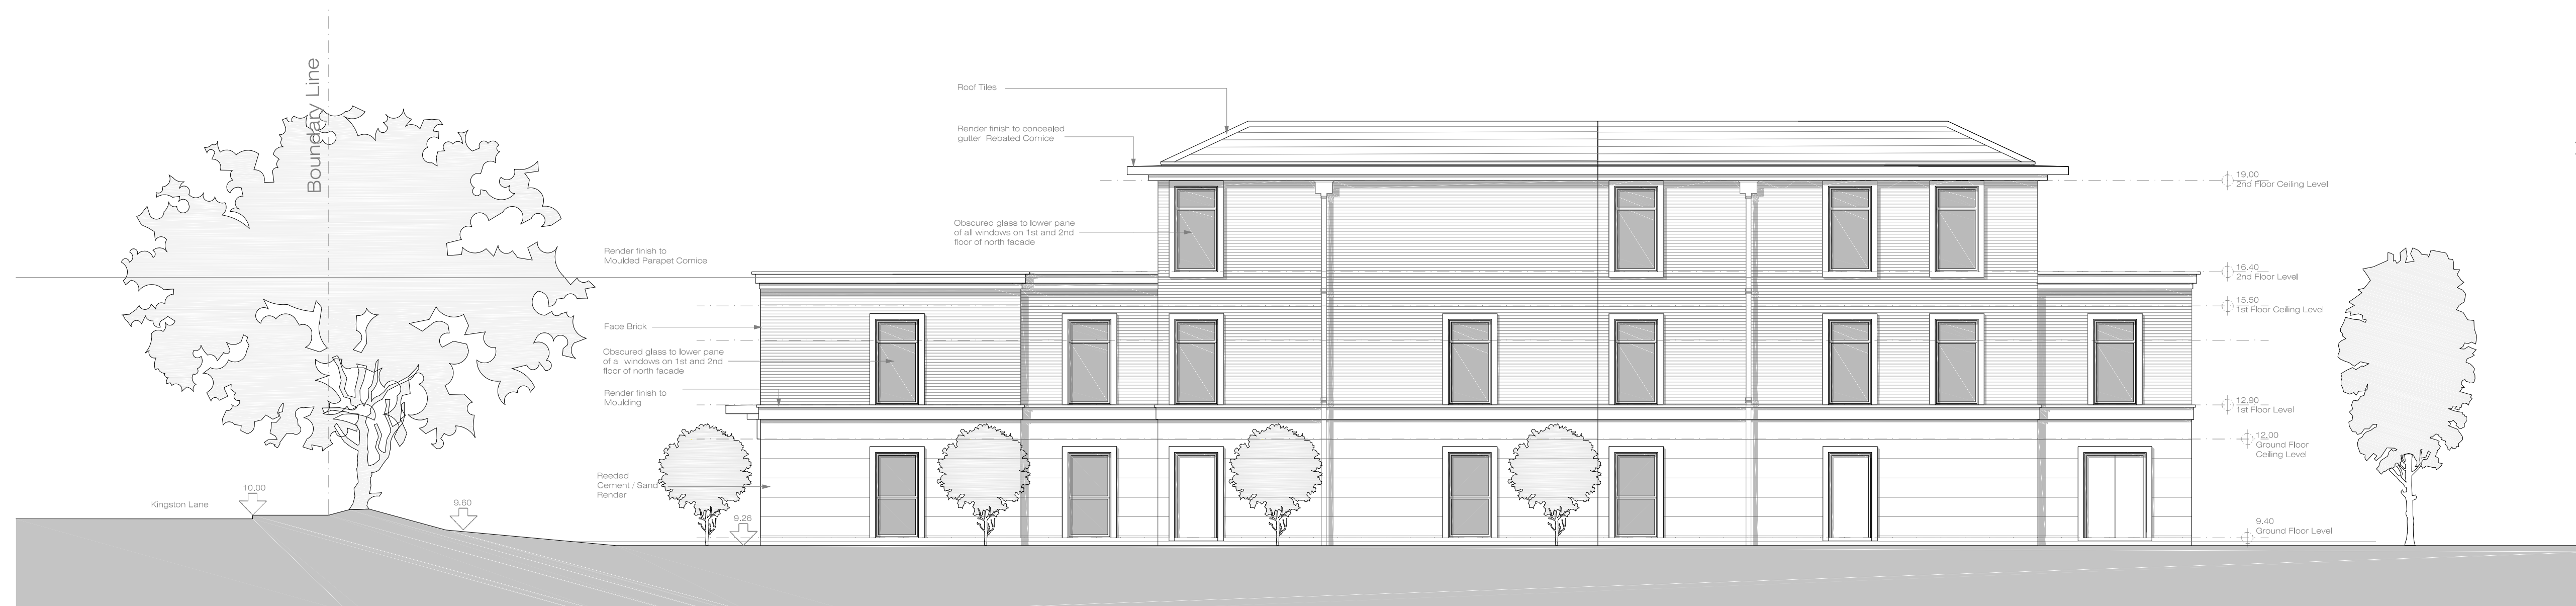 Boundary Line
Roof Tiles
Render finish to concealed
gutter Rebated Cornice
Obscured glass to lower pane
of all windows on 1st and 2nd
floor of north facade
Render finish to
Moulded Parapet Cornice
Face Brick
Obscured glass to lower pane
of all windows on 1st and 2nd
floor of north facade
Render finish to
Moulding
Reeded
Cement / Sand
Render
Kingston Lane
10.00
9.60
9.26
19.00
2nd Floor Ceiling Level
16.40
2nd Floor Level
15.50
1st Floor Ceiling Level
12.90
1st Floor Level
12.00
Ground Floor
Ceiling Level
9.40
Ground Floor Level